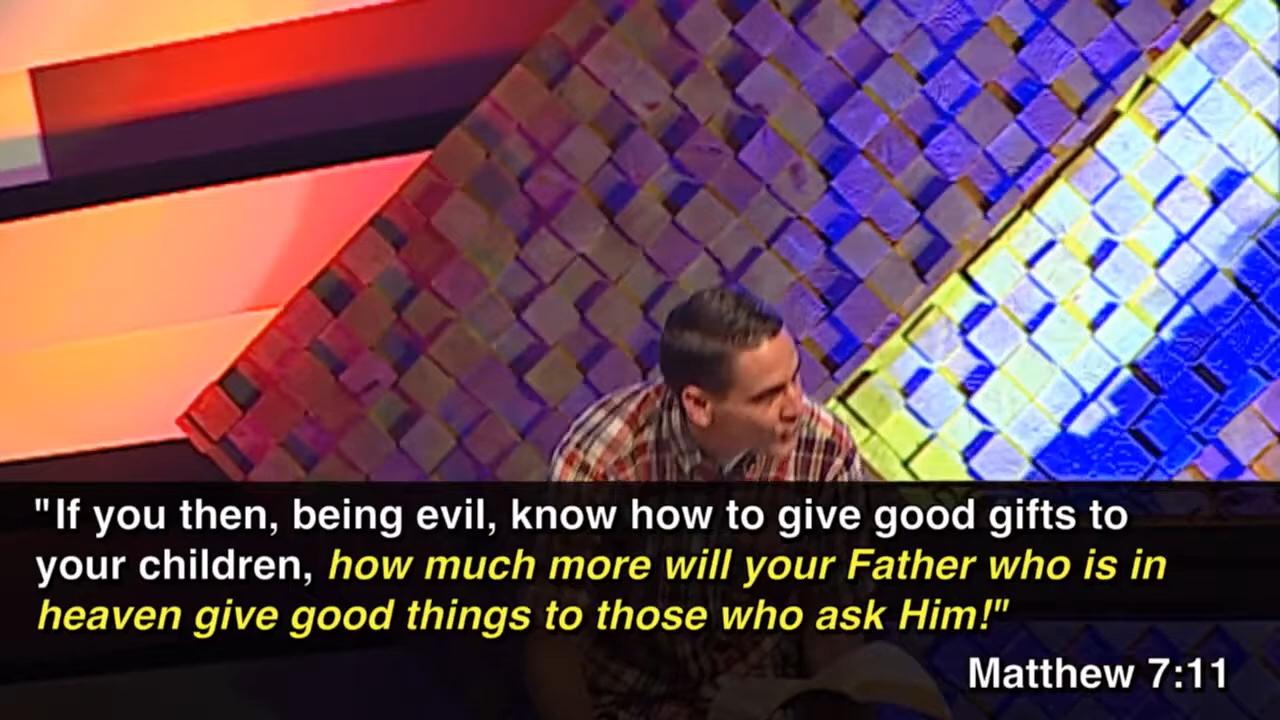 "If you then, being evil, know how to give good gifts to
your children, how much more will your Father who is in
heaven give good things to those who ask Him!"
Matthew 7:11